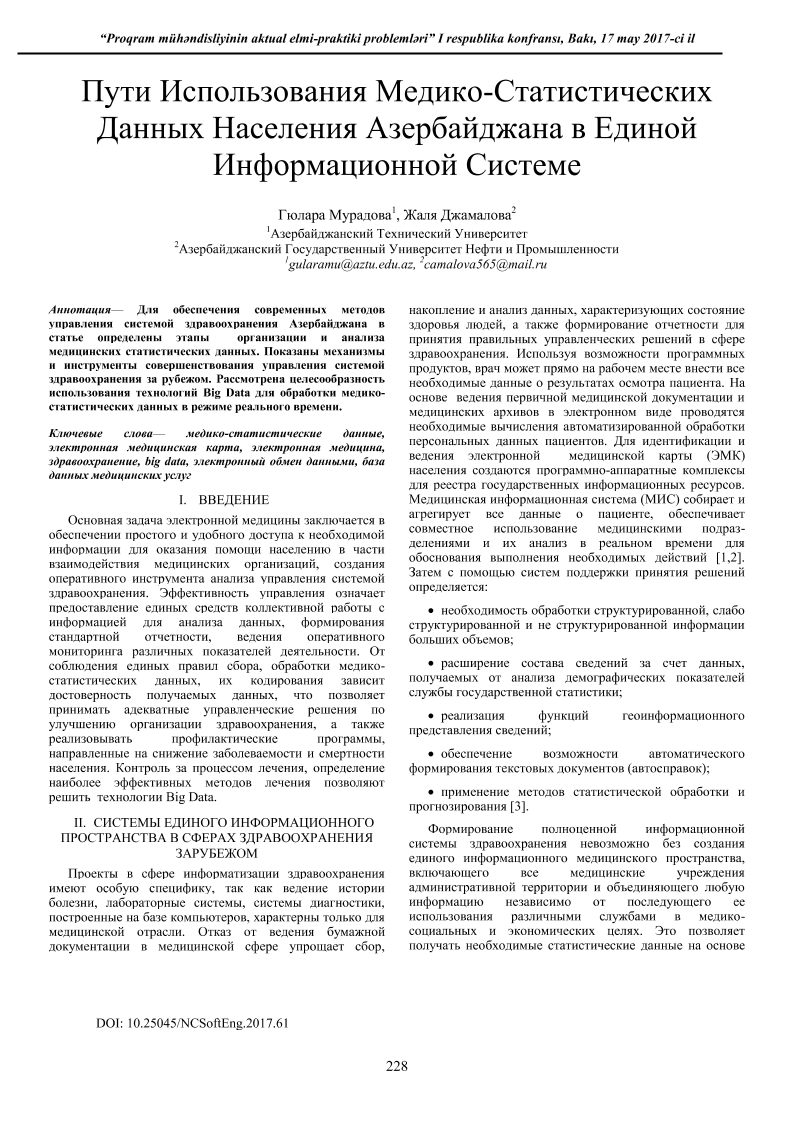 “Proqram mühəndisliyinin aktual elmi-praktiki problemləri” I respublika konfransı, Bakı, 17 may 2017-ci il
Пути Использования Медико-Статистических
Данных Населения Азербайджана в Единой
Информационной Системе
Гюлара Мурадова1, Жаля Джамалова2
1Азербайджанский Технический Университет
2Азербайджанский Государственный Университет Нефти и Промышленности
1gularamu@aztu.edu.az, 2camalova565@mail.ru
Аннотация— Для обеспечения современных методов
управления системой здравоохранения Азербайджана в
статье определены этапы организации и анализа
медицинских статистических данных. Показаны механизмы
и инструменты совершенствования управления системой
здравоохранения за рубежом. Рассмотрена целесообразность
использования технологий Big Data для обработки медико-
статистических данных в режиме реального времени.
Ключевые слова— медико-статистические данные,
электронная медицинская карта, электронная медицина,
здравоохранение, big data, электронный обмен данными, база
данных медицинских услуг
I. ВВЕДЕНИЕ
Основная задача электронной медицины заключается в
обеспечении простого и удобного доступа к необходимой
информации для оказания помощи населению в части
взаимодействия медицинских организаций, создания
оперативного инструмента анализа управления системой
здравоохранения. Эффективность управления означает
предоставление единых средств коллективной работы с
информацией для анализа данных, формирования
стандартной отчетности, ведения оперативного
мониторинга различных показателей деятельности. От
соблюдения единых правил сбора, обработки медико-
статистических данных, их кодирования зависит
достоверность получаемых данных, что позволяет
принимать адекватные управленческие решения по
улучшению организации здравоохранения, а также
реализовывать профилактические программы,
направленные на снижение заболеваемости и смертности
населения. Контроль за процессом лечения, определение
наиболее эффективных методов лечения позволяют
решить технологии Big Data.
II. СИСТЕМЫ ЕДИНОГО ИНФОРМАЦИОННОГО
ПРОСТРАНСТВА В СФЕРАХ ЗДРАВООХРАНЕНИЯ
ЗАРУБЕЖОМ
Проекты в сфере информатизации здравоохранения
имеют особую специфику, так как ведение истории
болезни, лабораторные системы, системы диагностики,
построенные на базе компьютеров, характерны только для
медицинской отрасли. Отказ от ведения бумажной
документации в медицинской сфере упрощает сбор,
накопление и анализ данных, характеризующих состояние
здоровья людей, а также формирование отчетности для
принятия правильных управленческих решений в сфере
здравоохранения. Используя возможности программных
продуктов, врач может прямо на рабочем месте внести все
необходимые данные о результатах осмотра пациента. На
основе ведения первичной медицинской документации и
медицинских архивов в электронном виде проводятся
необходимые вычисления автоматизированной обработки
персональных данных пациентов. Для идентификации и
ведения электронной медицинской карты (ЭМК)
населения создаются программно-аппаратные комплексы
для реестра государственных информационных ресурсов.
Медицинская информационная система (МИС) собирает и
агрегирует все данные о пациенте, обеспечивает
совместное использование медицинскими подраз-
делениями и их анализ в реальном времени для
обоснования выполнения необходимых действий [1,2].
Затем с помощью систем поддержки принятия решений
определяется:
• необходимость обработки структурированной, слабо
структурированной и не структурированной информации
больших объемов;
• расширение состава сведений за счет данных,
получаемых от анализа демографических показателей
службы государственной статистики;
• реализация функций геоинформационного
представления сведений;
• обеспечение возможности автоматического
формирования текстовых документов (автосправок);
• применение методов статистической обработки и
прогнозирования [3].
Формирование полноценной информационной
системы здравоохранения невозможно без создания
единого информационного медицинского пространства,
включающего все медицинские учреждения
административной территории и объединяющего любую
информацию независимо от последующего ее
использования различными службами в медико-
социальных и экономических целях. Это позволяет
получать необходимые статистические данные на основе
DOI: 10.25045/NCSoftEng.2017.61
228